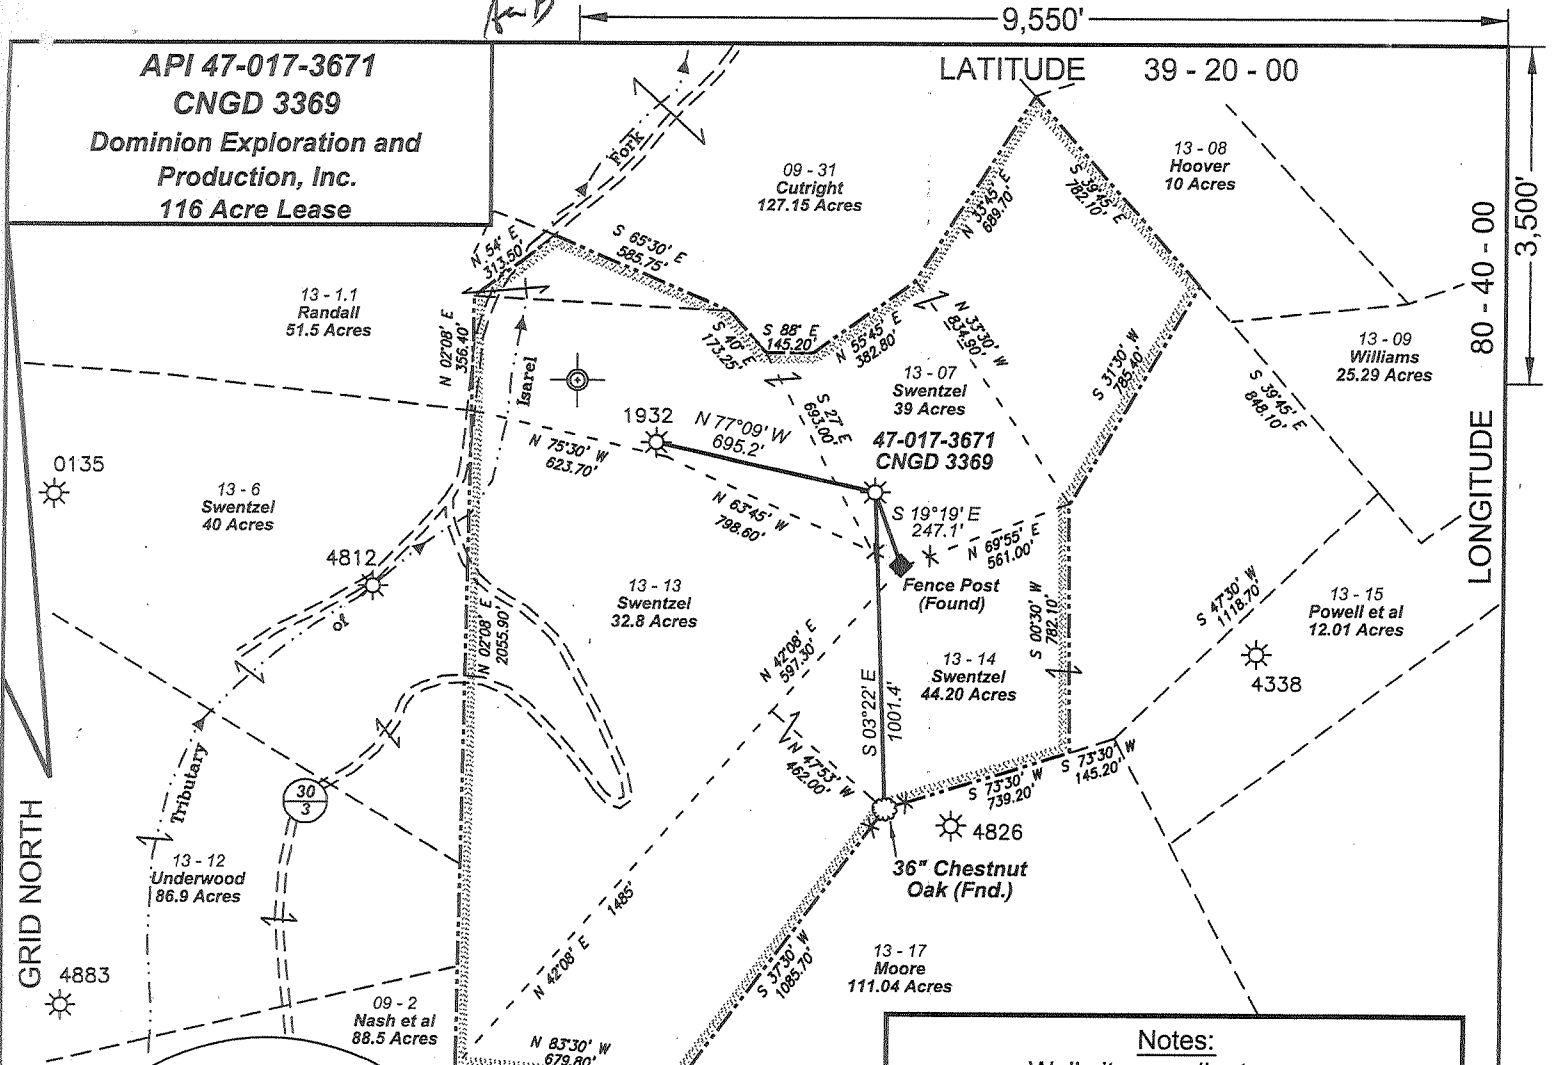 9,550'
API 47-017-3671
CNGD 3369
Dominion Exploration and
Production, Inc.
116 Acre Lease
LATITUDE 39 - 20 - 00
3,500'
80 - 40 - 00
LONGITUDE
Fork
09 - 31
Cutright
127.15 Acres
13 - 08
Hoover
10 Acres
N 33°45' E
689.70'
S 39°45' E
782.10'
N 54° E
313.50'
S 65°30' E
585.75'
13 - 1.1
Randall
51.5 Acres
N 02°08' E
356.40'
Isarel
S 40° E
173.25'
S 88° E
145.20'
N 55°45' E
382.80'
N 33°30' W
834.90'
S 31°30' W
785.40'
13 - 09
Williams
25.29 Acres
S 39°45' E
848.10'
13 - 07
Swentzel
39 Acres
S 27° E
693.00'
1932
N 77°09' W
695.2'
47-017-3671
CNGD 3369
N 75°30' W
623.70'
0135
13 - 6
Swentzel
40 Acres
N 63°45' W
798.60'
S 19°19' E
247.1'
N 69°55' E
561.00'
4812
of
Fence Post
(Found)
13 - 13
Swentzel
32.8 Acres
N 02°08' E
2055.90'
N 42°08' E
597.30'
S 00°30' W
782.10'
S 47°30' W
1118.70'
13 - 15
Powell et al
12.01 Acres
13 - 14
Swentzel
44.20 Acres
4338
S 03°22' E
1001.4'
N 47°53' W
462.00'
S 73°30' W
739.20'
S 73°30' W
145.20'
Tributary
30
3
4826
36" Chestnut
Oak (Fnd.)
13 - 12
Underwood
86.9 Acres
GRID NORTH
N 42°08' E
1485'
S 37°30' W
1085.70'
13 - 17
Moore
111.04 Acres
4883
09 - 2
Nash et al
88.5 Acres
N 83°30' W
679.80'
Notes: